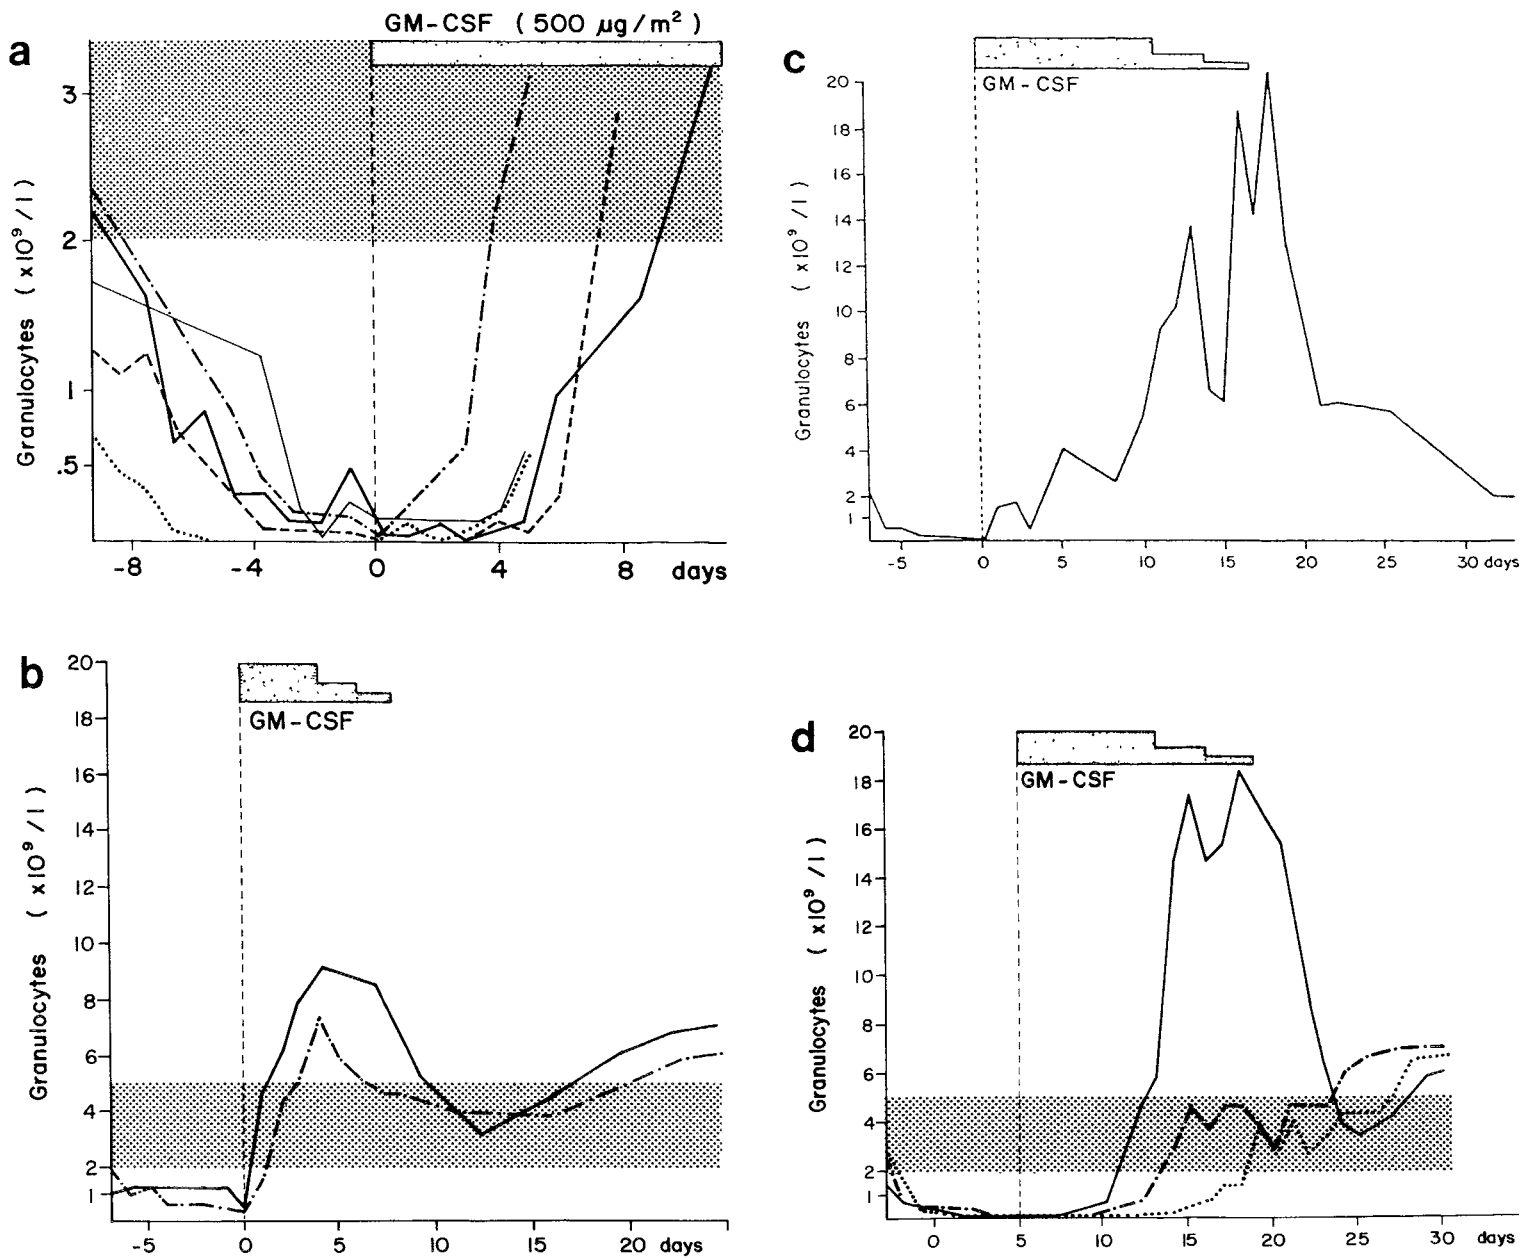 a
GM-CSF (500 µg/m²)
3
2
1
.5
Granulocytes (x10⁹/l)
-8 -4 0 4 8 days
c
GM-CSF
20
18
16
14
12
10
8
6
4
2
1
Granulocytes (x10⁹/l)
-5 0 5 10 15 20 25 30 days
b
GM-CSF
20
18
16
14
12
10
8
6
4
2
1
Granulocytes (x10⁹/l)
-5 0 5 10 15 20 days
d
GM-CSF
20
18
16
14
12
10
8
6
4
2
1
Granulocytes (x10⁹/l)
0 5 10 15 20 25 30 days